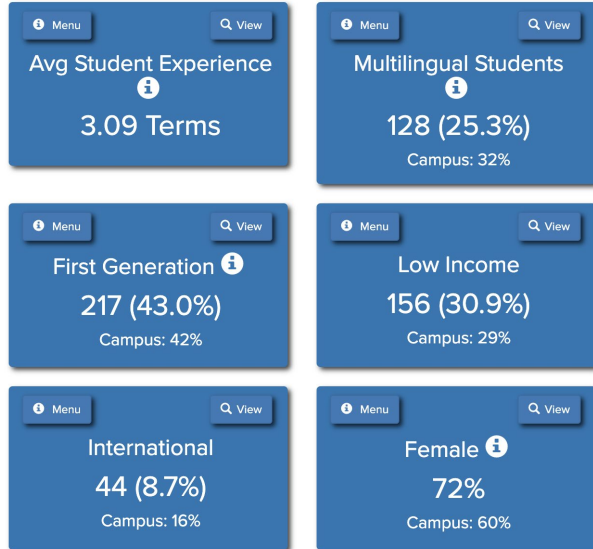 Menu View
Avg Student Experience
3.09 Terms
Menu View
Multilingual Students
128 (25.3%)
Campus: 32%
Menu View
First Generation
217 (43.0%)
Campus: 42%
Menu View
Low Income
156 (30.9%)
Campus: 29%
Menu View
International
44 (8.7%)
Campus: 16%
Menu View
Female
72%
Campus: 60%